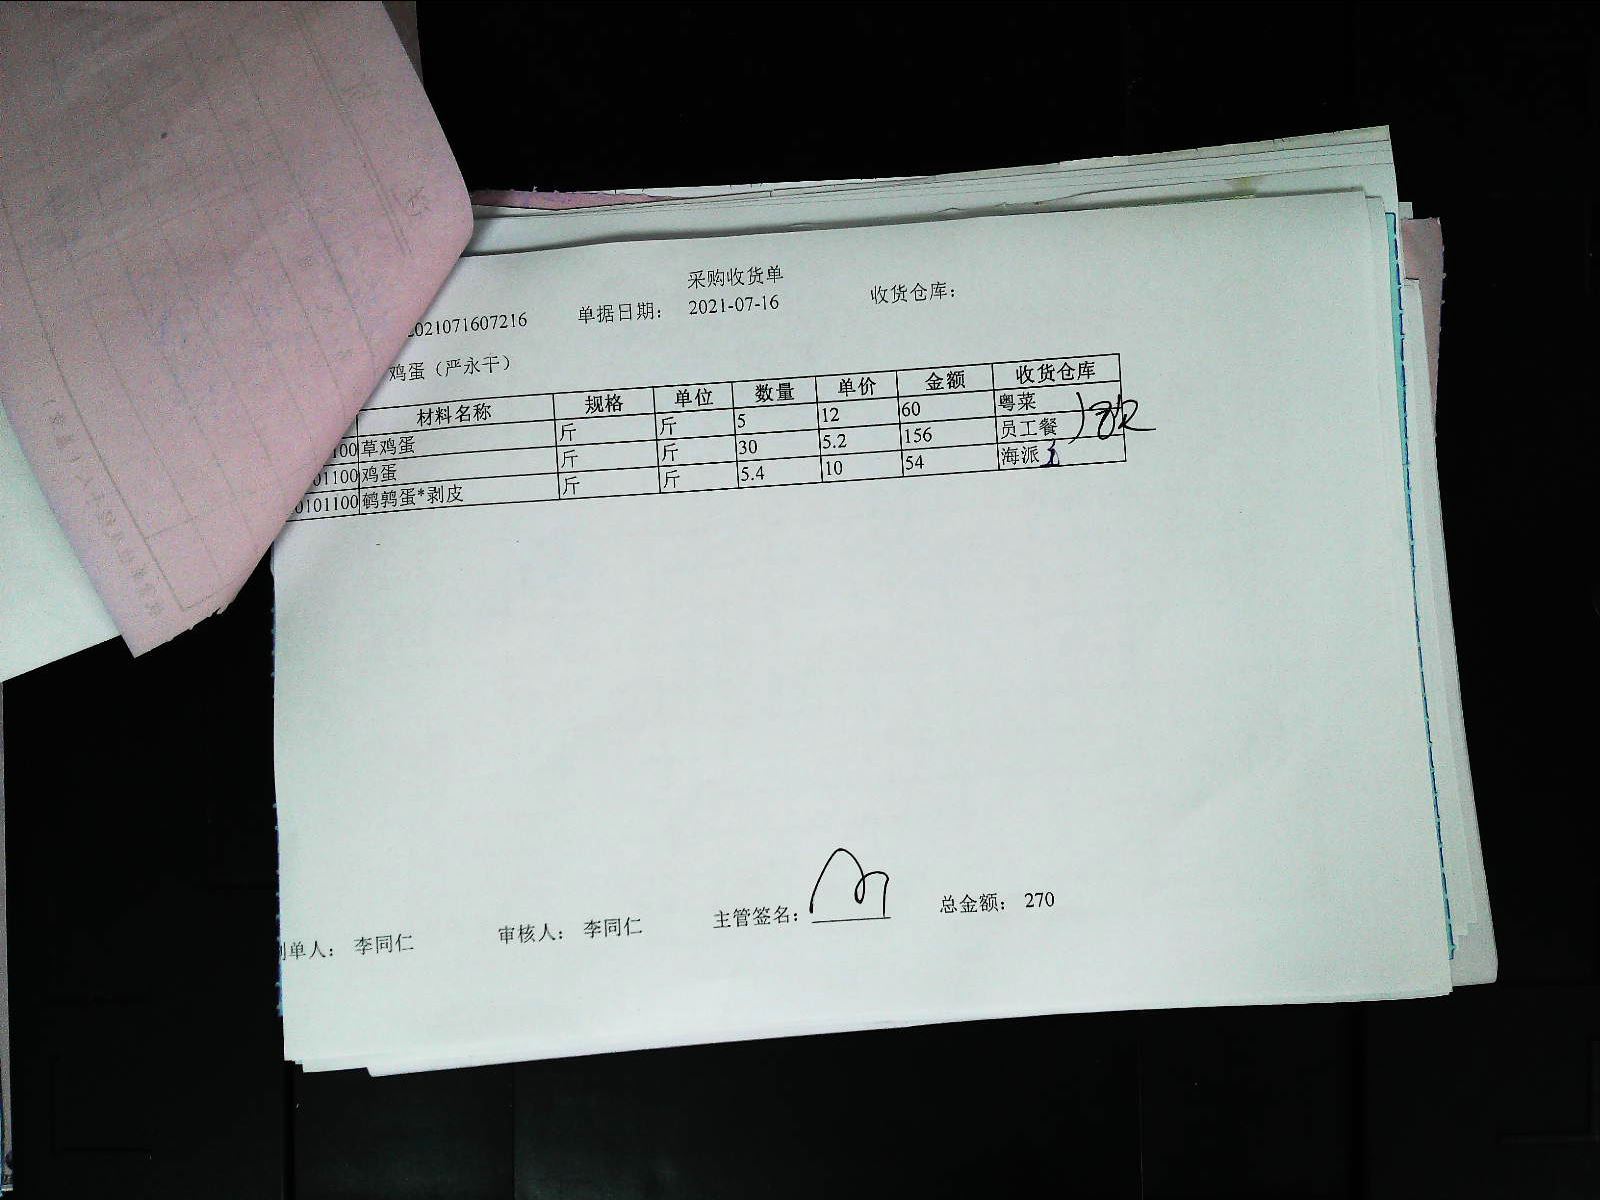 采购收货单
2021071607216 单据日期： 2021-07-16 收货仓库：
鸡蛋（严永干）
材料名称 规格 单位 数量 单价 金额 收货仓库
100 草鸡蛋 斤 斤 5 12 60 粤菜
01100 鸡蛋 斤 斤 30 5.2 156 员工餐
0101100 鹌鹑蛋*剥皮 斤 斤 5.4 10 54 海派
制单人： 李同仁 审核人： 李同仁 主管签名： 总金额： 270